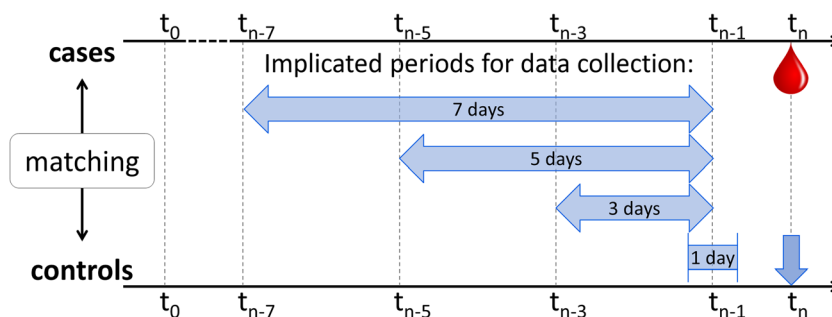 t0 tn-7 tn-5 tn-3 tn-1 tn
cases
Implicated periods for data collection:
7 days
5 days
matching
3 days
1 day
controls
t0 tn-7 tn-5 tn-3 tn-1 tn